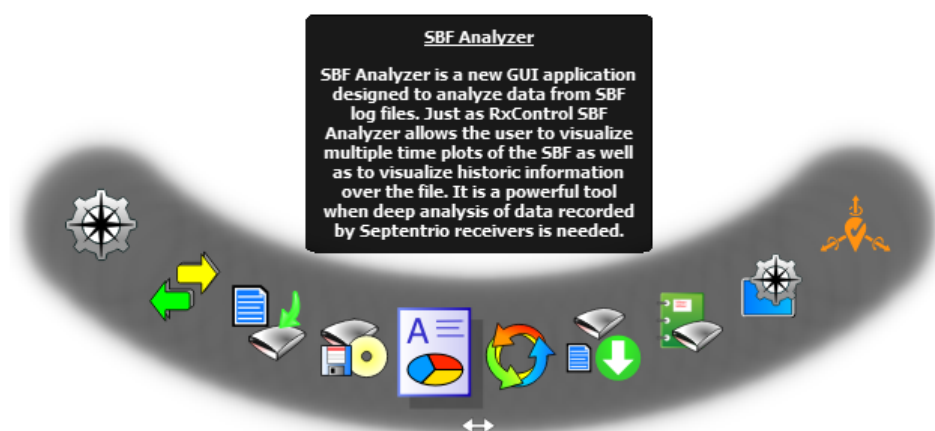 SBF Analyzer
SBF Analyzer is a new GUI application
designed to analyze data from SBF
log files. Just as RxControl SBF
Analyzer allows the user to visualize
multiple time plots of the SBF as well
as to visualize historic information
over the file. It is a powerful tool
when deep analysis of data recorded
by Septentrio receivers is needed.
A